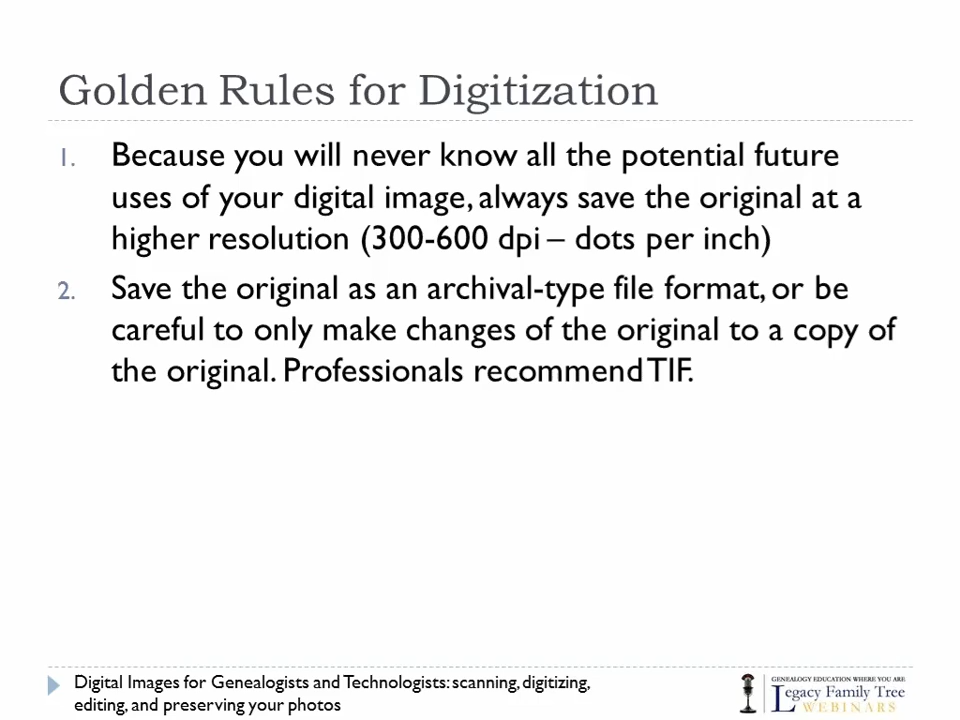 Golden Rules for Digitization
1. Because you will never know all the potential future
uses of your digital image, always save the original at a
higher resolution (300-600 dpi – dots per inch)
2. Save the original as an archival-type file format, or be
careful to only make changes of the original to a copy of
the original. Professionals recommend TIF.
Digital Images for Genealogists and Technologists: scanning, digitizing,
editing, and preserving your photos
GENEALOGY EDUCATION WHERE YOU ARE
Legacy Family Tree
WEBINARS